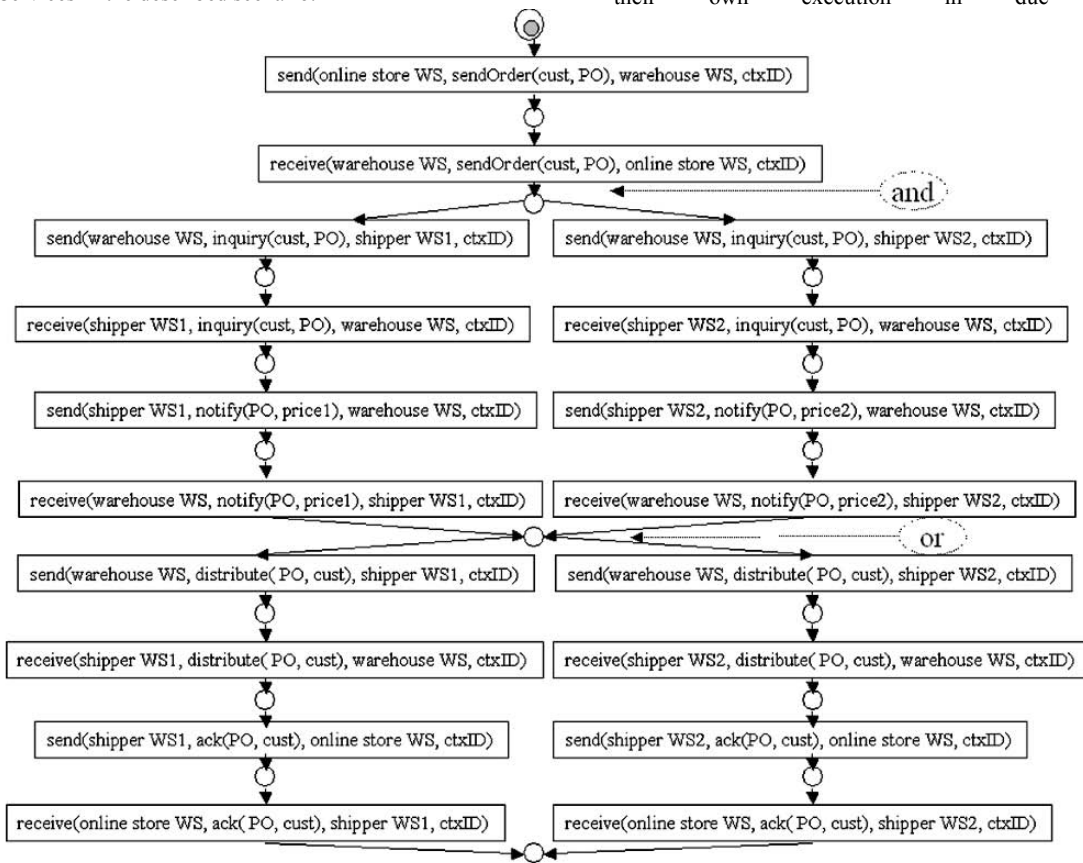 then own execution in due
send(online store WS, sendOrder(cust, PO), warehouse WS, ctxID)
receive(warehouse WS, sendOrder(cust, PO), online store WS, ctxID)
and
send(warehouse WS, inquiry(cust, PO), shipper WS1, ctxID)
send(warehouse WS, inquiry(cust, PO), shipper WS2, ctxID)
receive(shipper WS1, inquiry(cust, PO), warehouse WS, ctxID)
receive(shipper WS2, inquiry(cust, PO), warehouse WS, ctxID)
send(shipper WS1, notify(PO, price1), warehouse WS, ctxID)
send(shipper WS2, notify(PO, price2), warehouse WS, ctxID)
receive(warehouse WS, notify(PO, price1), shipper WS1, ctxID)
receive(warehouse WS, notify(PO, price2), shipper WS2, ctxID)
or
send(warehouse WS, distribute( PO, cust), shipper WS1, ctxID)
send(warehouse WS, distribute( PO, cust), shipper WS2, ctxID)
receive(shipper WS1, distribute( PO, cust), warehouse WS, ctxID)
receive(shipper WS2, distribute( PO, cust), warehouse WS, ctxID)
send(shipper WS1, ack(PO, cust), online store WS, ctxID)
send(shipper WS2, ack(PO, cust), online store WS, ctxID)
receive(online store WS, ack( PO, cust), shipper WS1, ctxID)
receive(online store WS, ack( PO, cust), shipper WS2, ctxID)